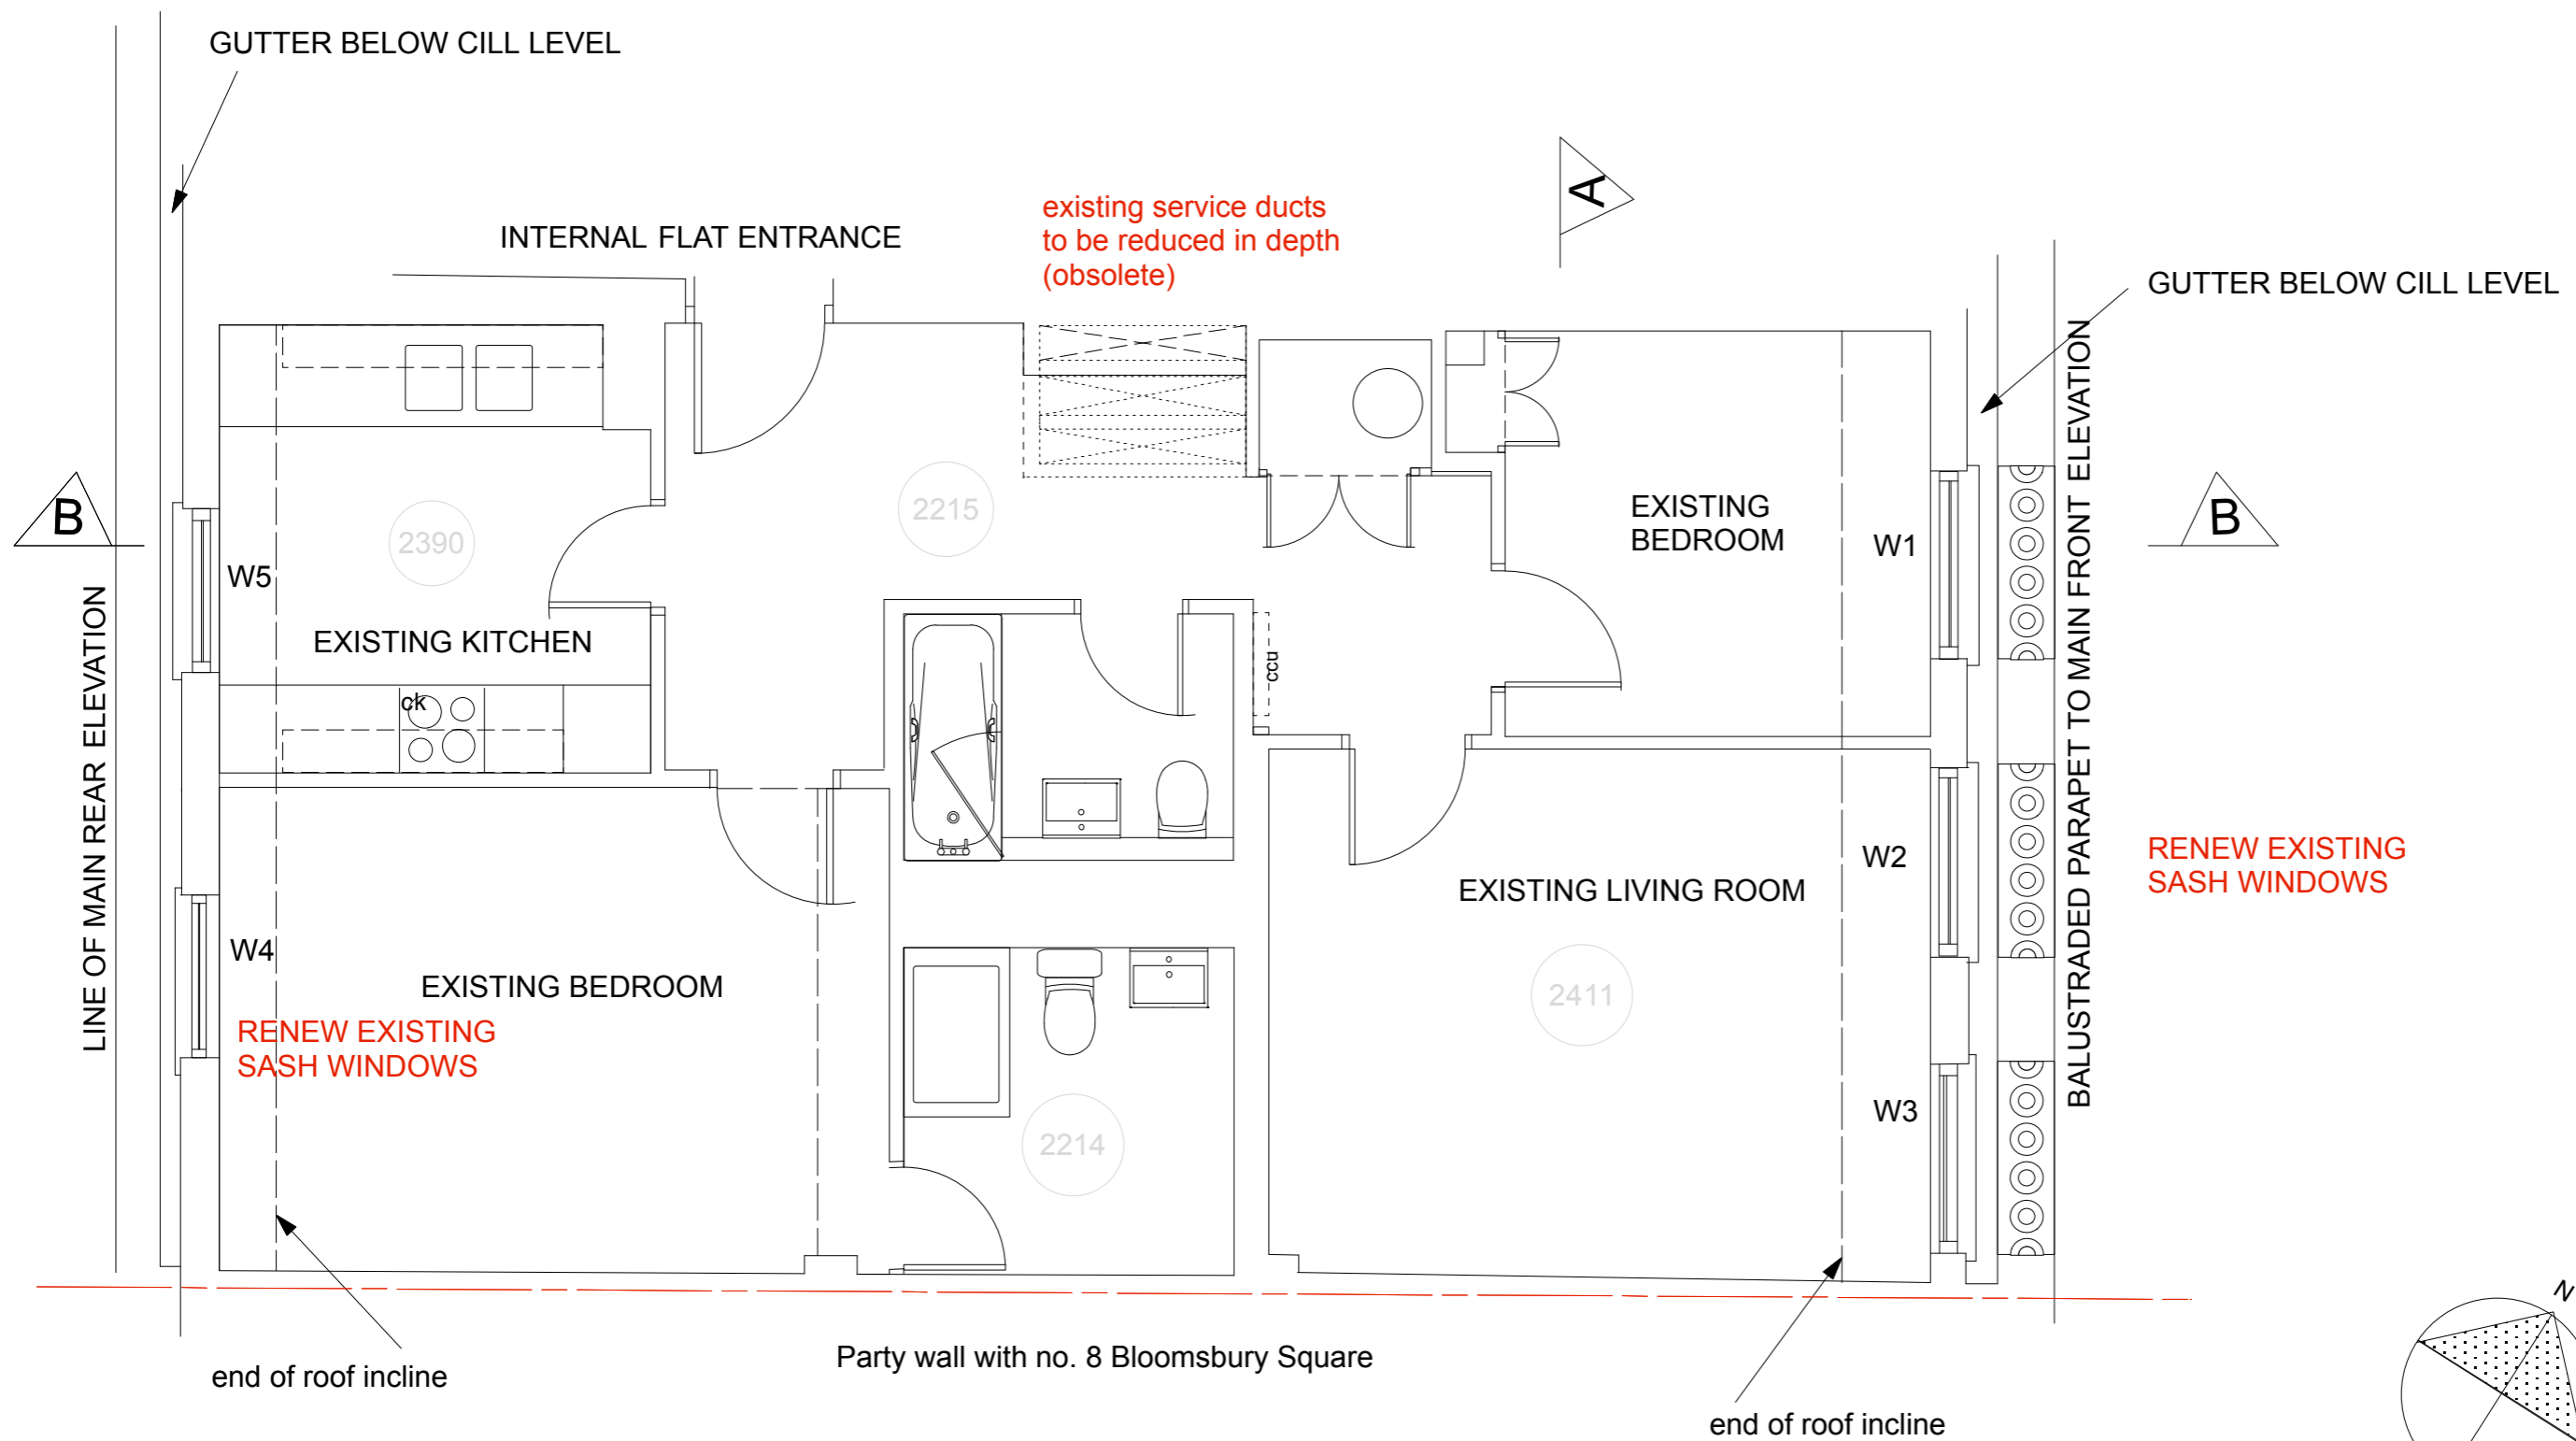 GUTTER BELOW CILL LEVEL
INTERNAL FLAT ENTRANCE
existing service ducts
to be reduced in depth
(obsolete)
A
GUTTER BELOW CILL LEVEL
B
W5
2390
2215
EXISTING
BEDROOM
W1
B
EXISTING KITCHEN
ck
ccu
LINE OF MAIN REAR ELEVATION
BALUSTRADED PARAPET TO MAIN FRONT ELEVATION
W2
RENEW EXISTING
SASH WINDOWS
EXISTING LIVING ROOM
W4
EXISTING BEDROOM
2411
RENEW EXISTING
SASH WINDOWS
W3
2214
N
Party wall with no. 8 Bloomsbury Square
end of roof incline
end of roof incline